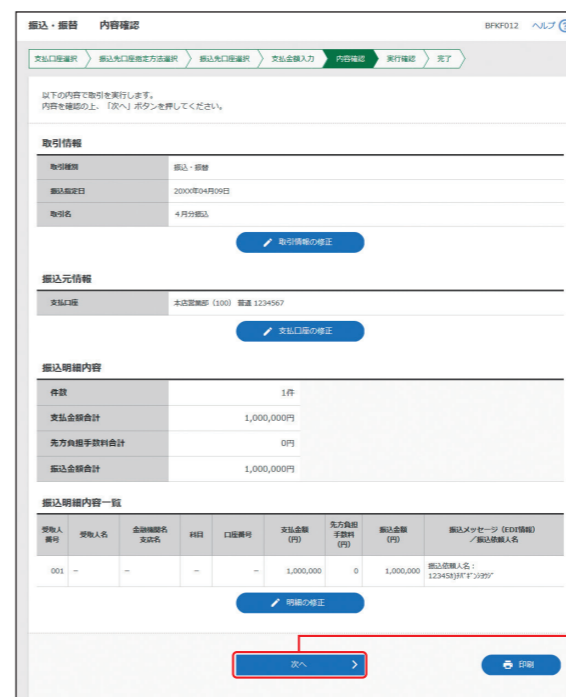 振込・振替　内容確認　BFKF012　ヘルプ ?
支払口座選択　振込先口座指定方法選択　振込先口座選択　支払金額入力　内容確認　実行確認　完了
以下の内容で取引を実行します。
内容を確認の上、「次へ」ボタンを押してください。
取引情報
取引種別　振込・振替
振込指定日　20XX年04月09日
取引名　4月分振込
取引情報の修正
振込元情報
支払口座　本店営業部（100） 普通 1234567
支払口座の修正
振込明細内容
件数　1件
支払金額合計　1,000,000円
先方負担手数料合計　0円
振込金額合計　1,000,000円
振込明細内容一覧
受取人番号　受取人名　金融機関名 支店名　科目　口座番号　支払金額(円)　先方負担手数料(円)　振込金額(円)　振込メッセージ（EDI情報）／振込依頼人名
001　–　–　–　–　1,000,000　0　1,000,000　振込依頼人名：
明細の修正
次へ　印刷